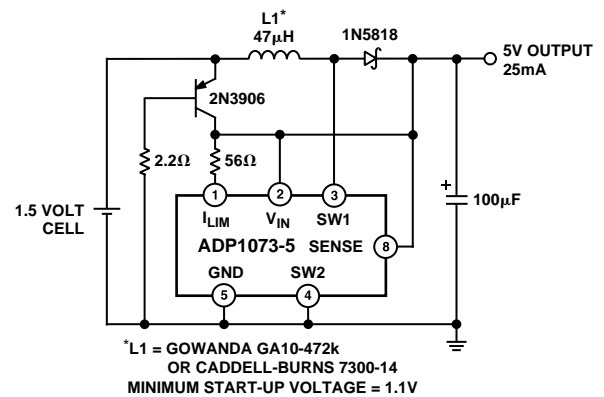 L1*
47μH
1N5818
5V OUTPUT
25mA
2N3906
2.2Ω
56Ω
1
2
3
1.5 VOLT
CELL
ILIM
VIN
SW1
ADP1073-5
SENSE
8
+
100μF
GND
SW2
5
4
*L1 = GOWANDA GA10-472k
OR CADDELL-BURNS 7300-14
MINIMUM START-UP VOLTAGE = 1.1V